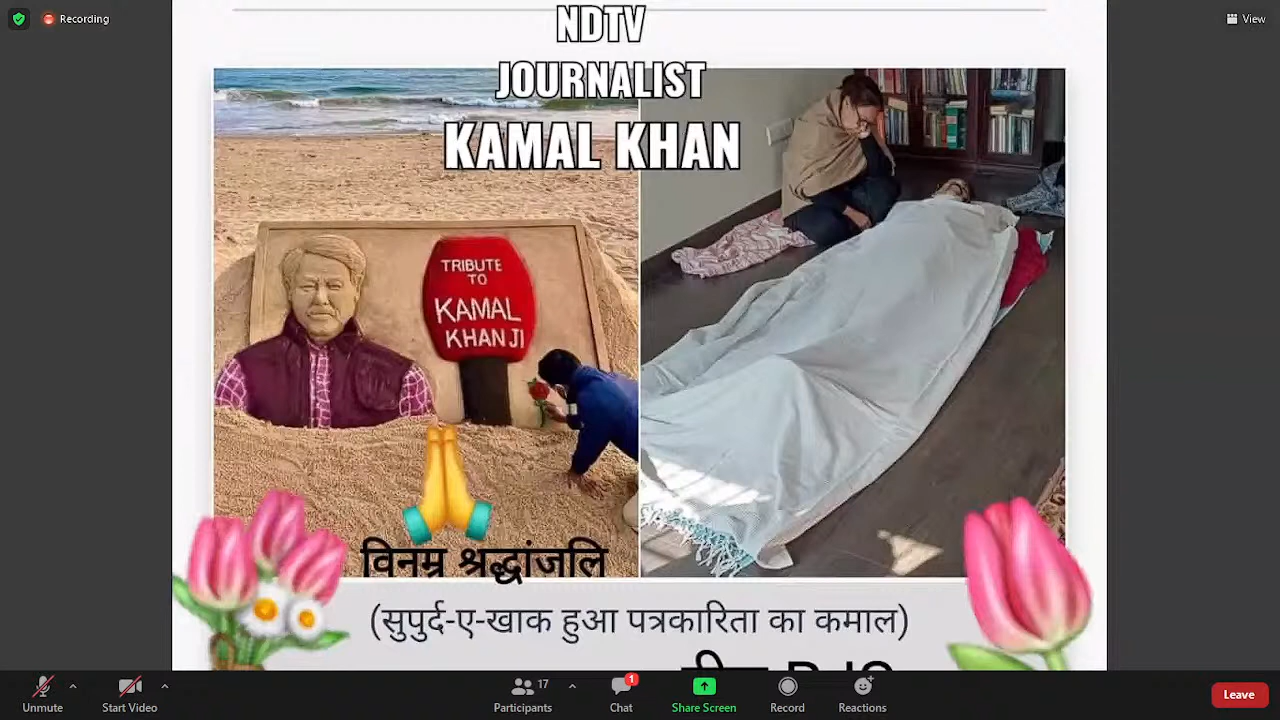 Recording
View
NDTV
JOURNALIST
KAMAL KHAN
TRIBUTE
TO
KAMAL
KHAN JI
विनम्र श्रद्धांजलि
(सुपुर्द-ए-खाक हुआ पत्रकारिता का कमाल)
Unmute
Start Video
17
Participants
1
Chat
Share Screen
Record
Reactions
Leave